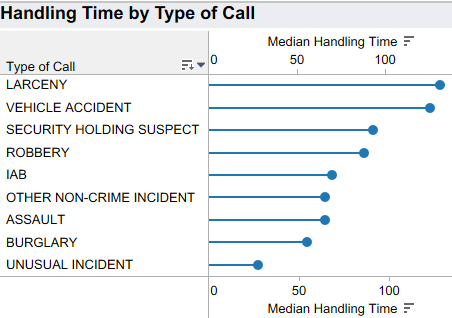 Handling Time by Type of Call
Median Handling Time
Type of Call
0 50 100
LARCENY
VEHICLE ACCIDENT
SECURITY HOLDING SUSPECT
ROBBERY
IAB
OTHER NON-CRIME INCIDENT
ASSAULT
BURGLARY
UNUSUAL INCIDENT
0 50 100
Median Handling Time